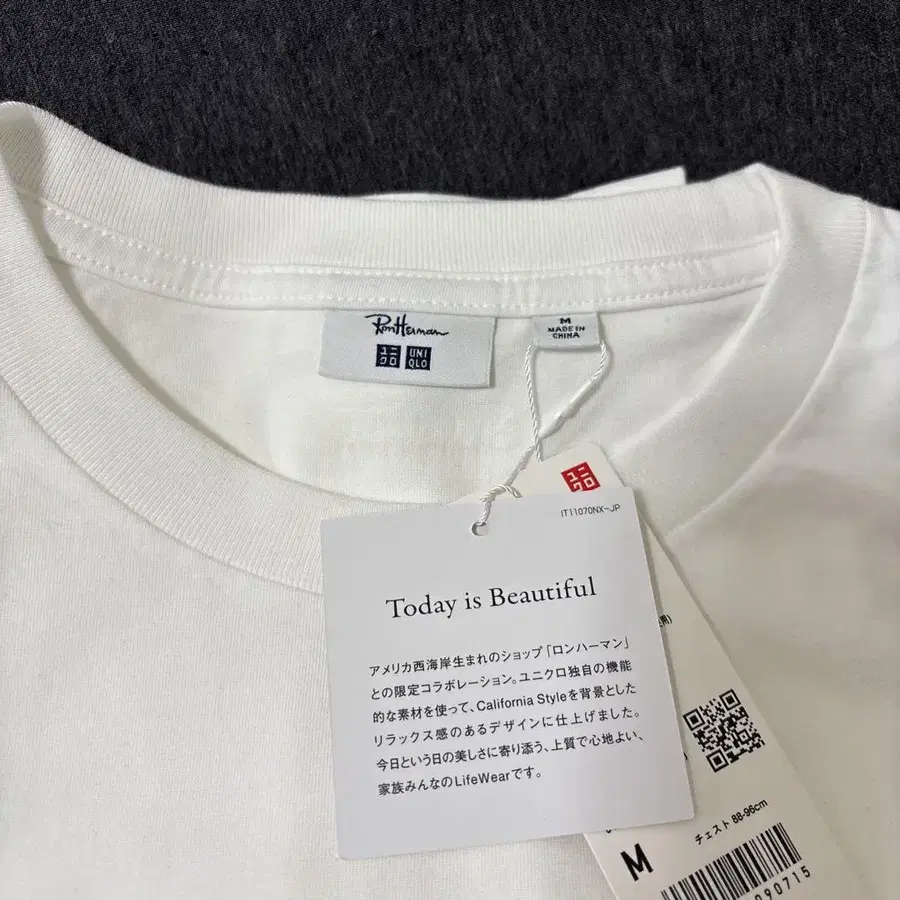 Ron Herman
ユニ
クロ
UNI
QLO
M
MADE IN
CHINA
ユニ
クロ
IT11070NX-JP
Today is Beautiful
アメリカ西海岸生まれのショップ「ロンハーマン」
との限定コラボレーション。ユニクロ独自の機能
的な素材を使って、California Styleを背景とした
リラックス感のあるデザインに仕上げました。
今日という日の美しさに寄り添う、上質で心地よい、
家族みんなのLifeWearです。
M
チェスト 88-96cm
090715